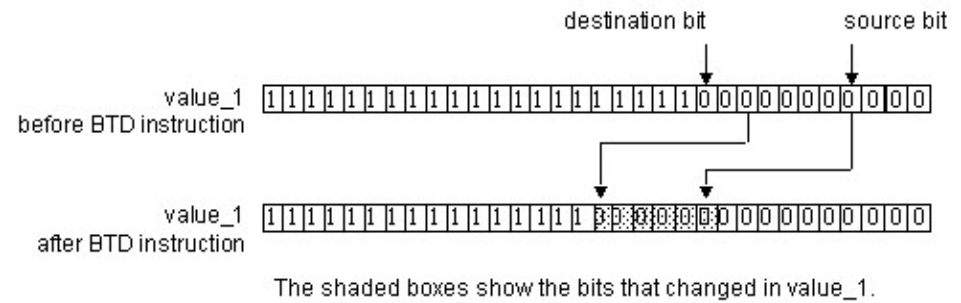 destination bit source bit
value_1 1 1 1 1 1 1 1 1 1 1 1 1 1 1 1 1 1 1 1 1 1 0 0 0 0 0 0 0 0 0 0 0
before BTD instruction
value_1 1 1 1 1 1 1 1 1 1 1 1 1 1 1 1 1 0 0 0 0 0 0 0 0 0 0 0 0 0 0 0 0
after BTD instruction
The shaded boxes show the bits that changed in value_1.